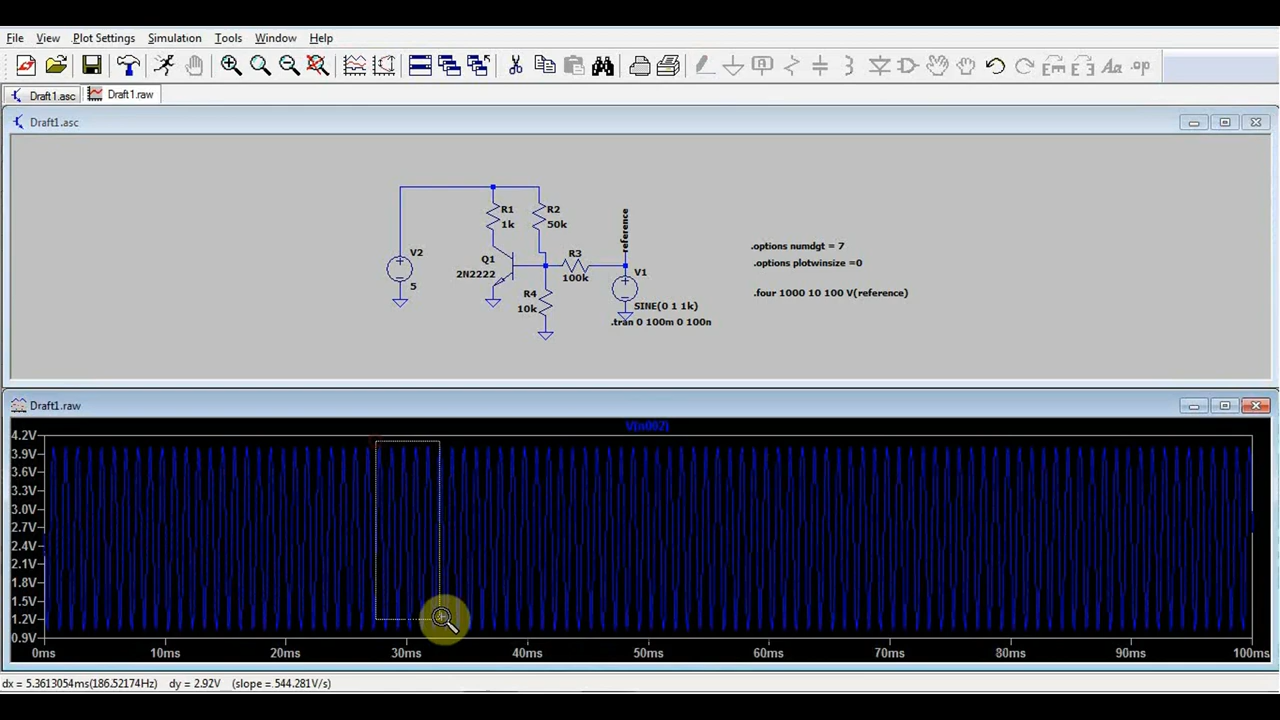 File View Plot Settings Simulation Tools Window Help
Aa .op
Draft1.asc Draft1.raw
Draft1.asc
R1 1k
R2 50k
reference
V2 5
Q1 2N2222
R3 100k
V1
R4 10k
SINE(0 1 1k)
.tran 0 100m 0 100n
.options numdgt = 7
.options plotwinsize =0
.four 1000 10 100 V(reference)
Draft1.raw
V(n002)
4.2V
3.9V
3.6V
3.3V
3.0V
2.7V
2.4V
2.1V
1.8V
1.5V
1.2V
0.9V
0ms 10ms 20ms 30ms 40ms 50ms 60ms 70ms 80ms 90ms 100ms
dx = 5.3613054ms(186.52174Hz) dy = 2.92V (slope = 544.281V/s)